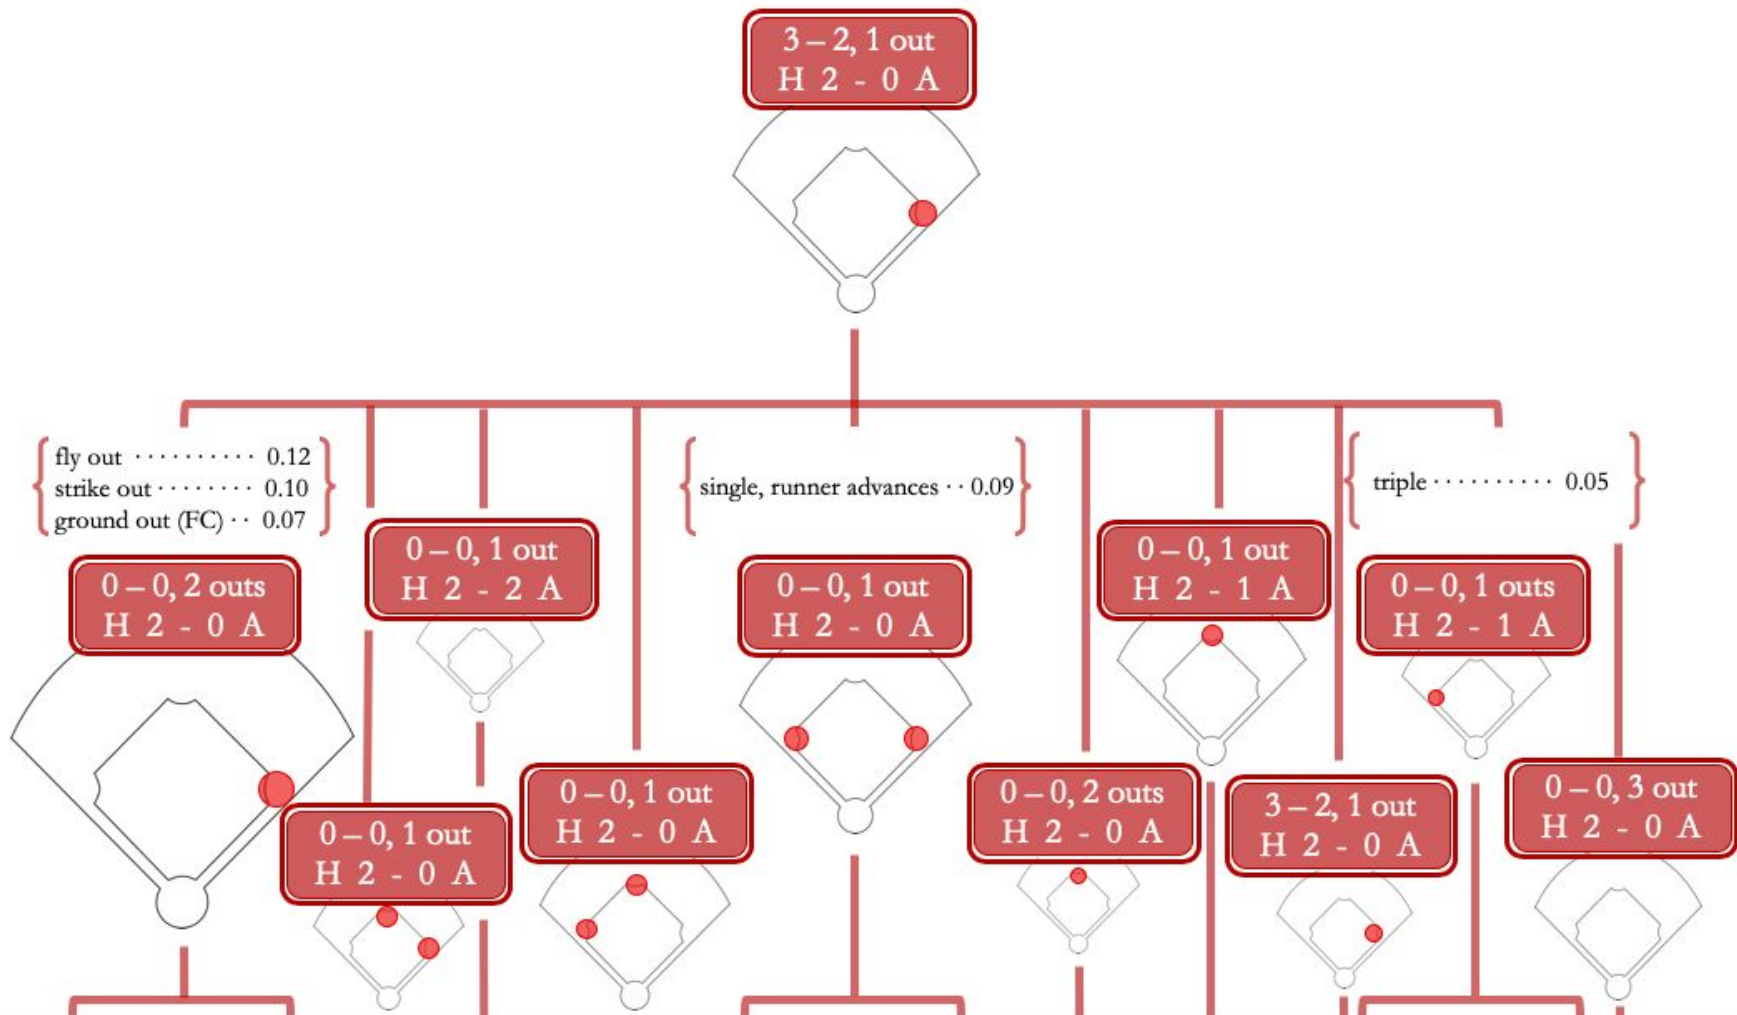 3 – 2, 1 out
H 2 - 0 A
fly out · · · · · · · · · · 0.12
strike out · · · · · · · · 0.10
ground out (FC) · · 0.07
single, runner advances · · 0.09
triple · · · · · · · · · · 0.05
0 – 0, 2 outs
H 2 - 0 A
0 – 0, 1 out
H 2 - 2 A
0 – 0, 1 out
H 2 - 0 A
0 – 0, 1 out
H 2 - 1 A
0 – 0, 1 outs
H 2 - 1 A
0 – 0, 1 out
H 2 - 0 A
0 – 0, 1 out
H 2 - 0 A
0 – 0, 2 outs
H 2 - 0 A
3 – 2, 1 out
H 2 - 0 A
0 – 0, 3 out
H 2 - 0 A